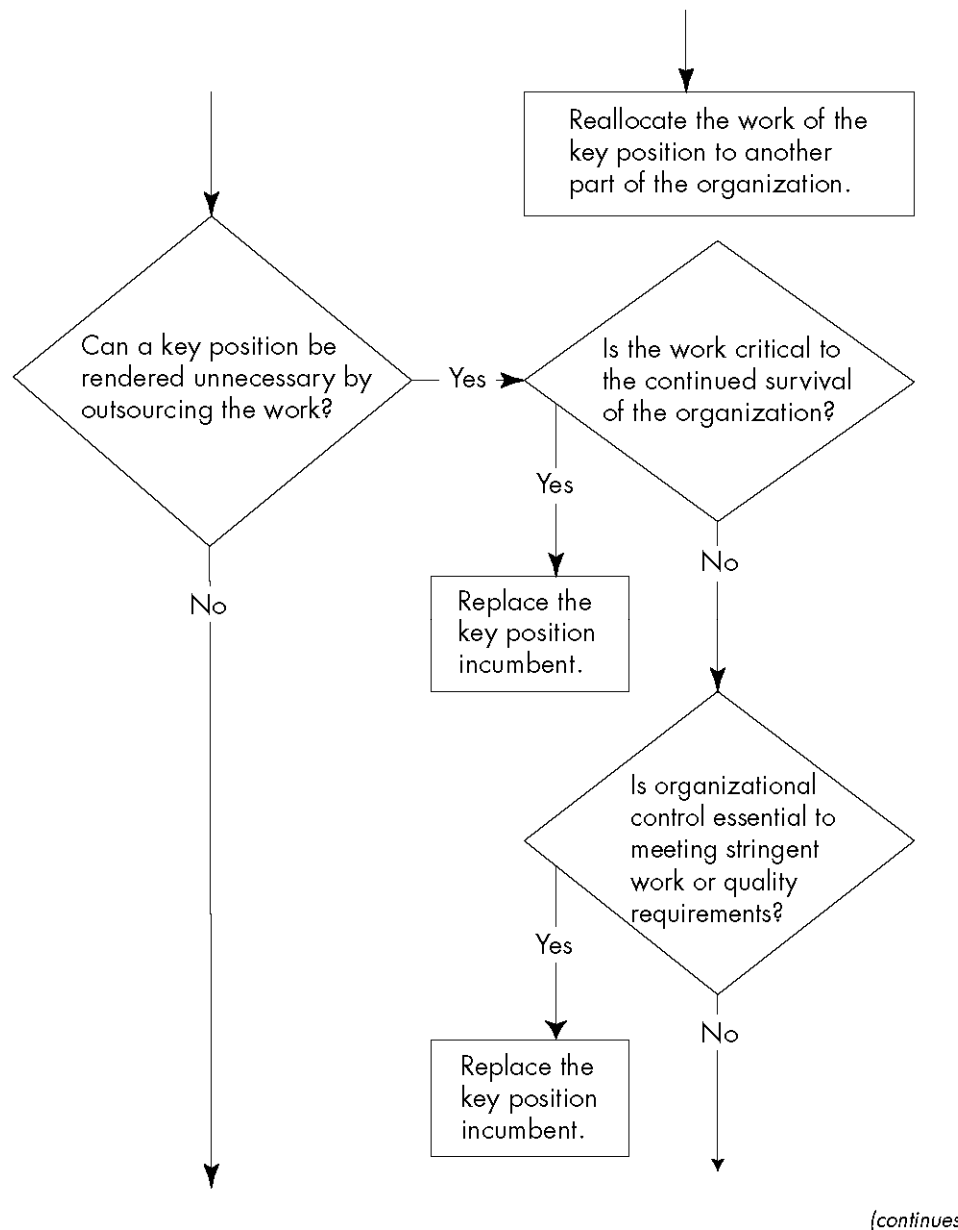 Reallocate the work of the
key position to another
part of the organization.
Can a key position be
rendered unnecessary by
outsourcing the work?
Yes
Is the work critical to
the continued survival
of the organization?
Yes
No
No
Replace the
key position
incumbent.
Is organizational
control essential to
meeting stringent
work or quality
requirements?
Yes
No
Replace the
key position
incumbent.
(continues